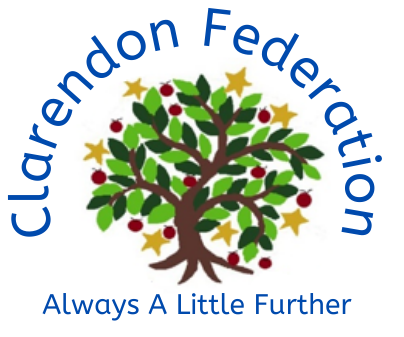 Clarendon Federation
Always A Little Further